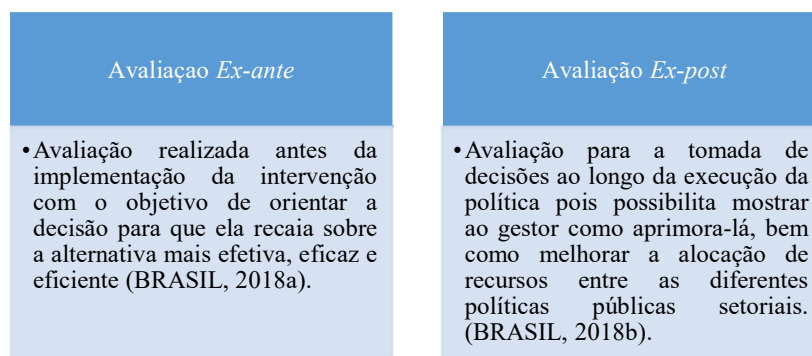 Avaliaçao Ex-ante
•Avaliação realizada antes da
implementação da intervenção
com o objetivo de orientar a
decisão para que ela recaia sobre
a alternativa mais efetiva, eficaz e
eficiente (BRASIL, 2018a).
Avaliação Ex-post
•Avaliação para a tomada de
decisões ao longo da execução da
política pois possibilita mostrar
ao gestor como aprimora-lá, bem
como melhorar a alocação de
recursos entre as diferentes
políticas públicas setoriais.
(BRASIL, 2018b).